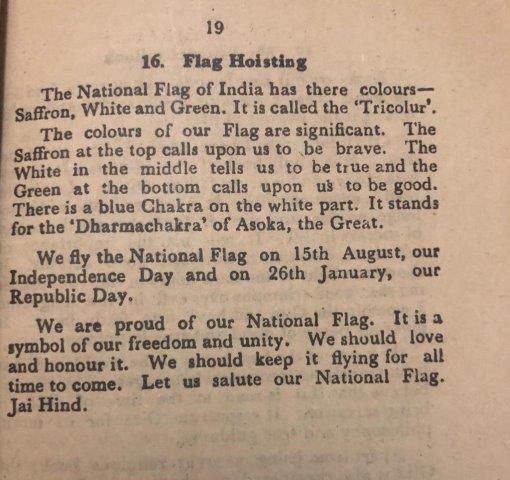 19
16. Flag Hoisting
The National Flag of India has there colours—
Saffron, White and Green. It is called the ‘Tricolur’.
The colours of our Flag are significant. The
Saffron at the top calls upon us to be brave. The
White in the middle tells us to be true and the
Green at the bottom calls upon us to be good.
There is a blue Chakra on the white part. It stands
for the ‘Dharmachakra’ of Asoka, the Great.
We fly the National Flag on 15th August, our
Independence Day and on 26th January, our
Republic Day.
We are proud of our National Flag. It is a
symbol of our freedom and unity. We should love
and honour it. We should keep it flying for all
time to come. Let us salute our National Flag.
Jai Hind.